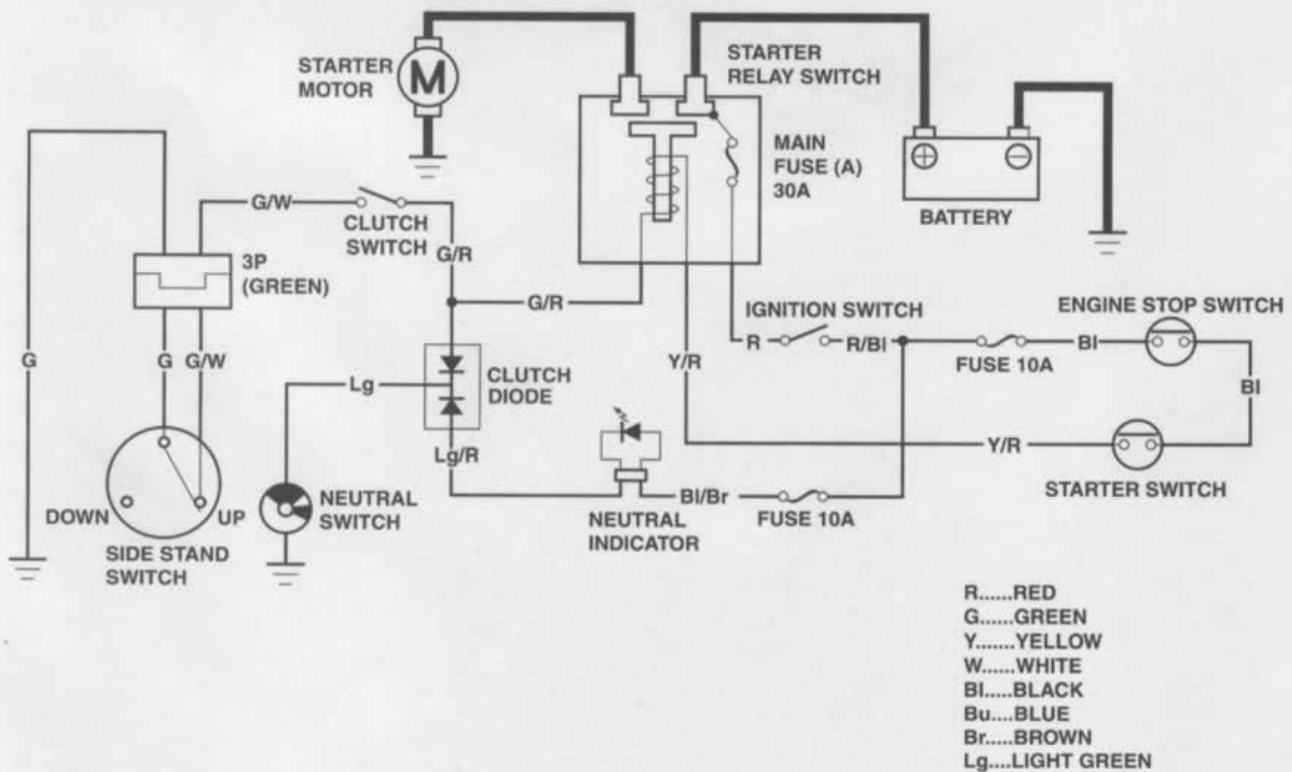 STARTER
MOTOR
M
STARTER
RELAY SWITCH
MAIN
FUSE (A)
30A
+
−
BATTERY
G/W
CLUTCH
SWITCH
G/R
3P
(GREEN)
G/R
IGNITION SWITCH
ENGINE STOP SWITCH
G
G
G/W
Y/R
R
R/Bl
FUSE 10A
Bl
Lg
CLUTCH
DIODE
Bl
Lg/R
Y/R
STARTER SWITCH
Bl/Br
FUSE 10A
DOWN
UP
NEUTRAL
SWITCH
NEUTRAL
INDICATOR
SIDE STAND
SWITCH
R......RED
G......GREEN
Y.......YELLOW
W......WHITE
Bl.....BLACK
Bu....BLUE
Br.....BROWN
Lg....LIGHT GREEN